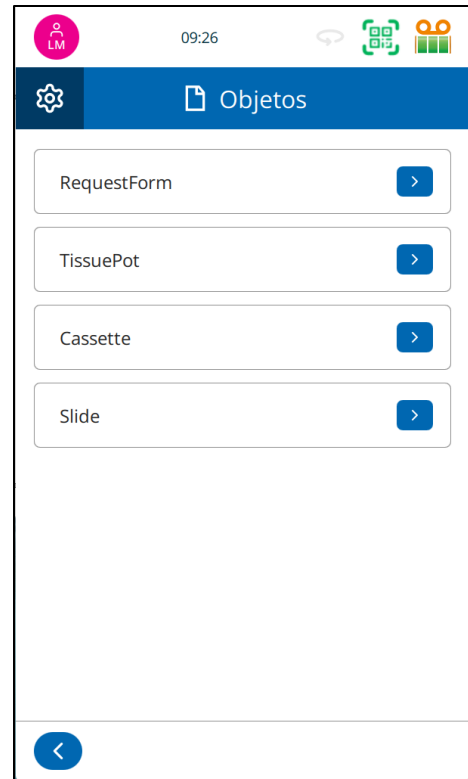 LM
09:26
Objetos
RequestForm
TissuePot
Cassette
Slide